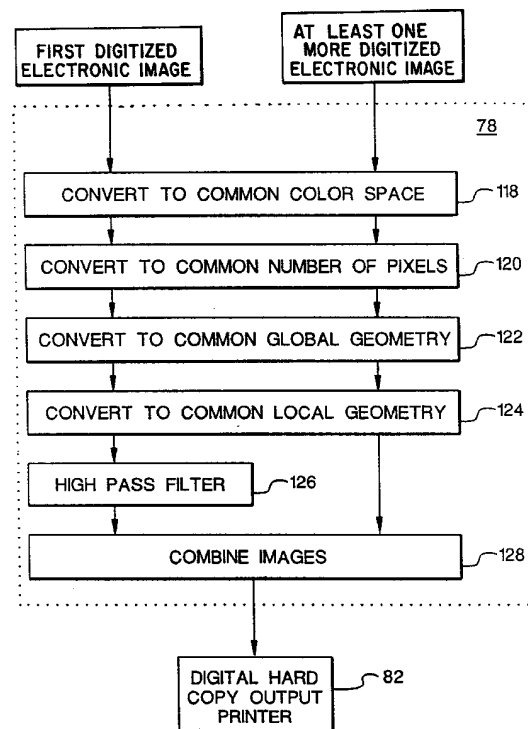 FIRST DIGITIZED
ELECTRONIC IMAGE
AT LEAST ONE
MORE DIGITIZED
ELECTRONIC IMAGE
78
CONVERT TO COMMON COLOR SPACE
118
CONVERT TO COMMON NUMBER OF PIXELS
120
CONVERT TO COMMON GLOBAL GEOMETRY
122
CONVERT TO COMMON LOCAL GEOMETRY
124
HIGH PASS FILTER
126
COMBINE IMAGES
128
DIGITAL HARD
COPY OUTPUT
PRINTER
82